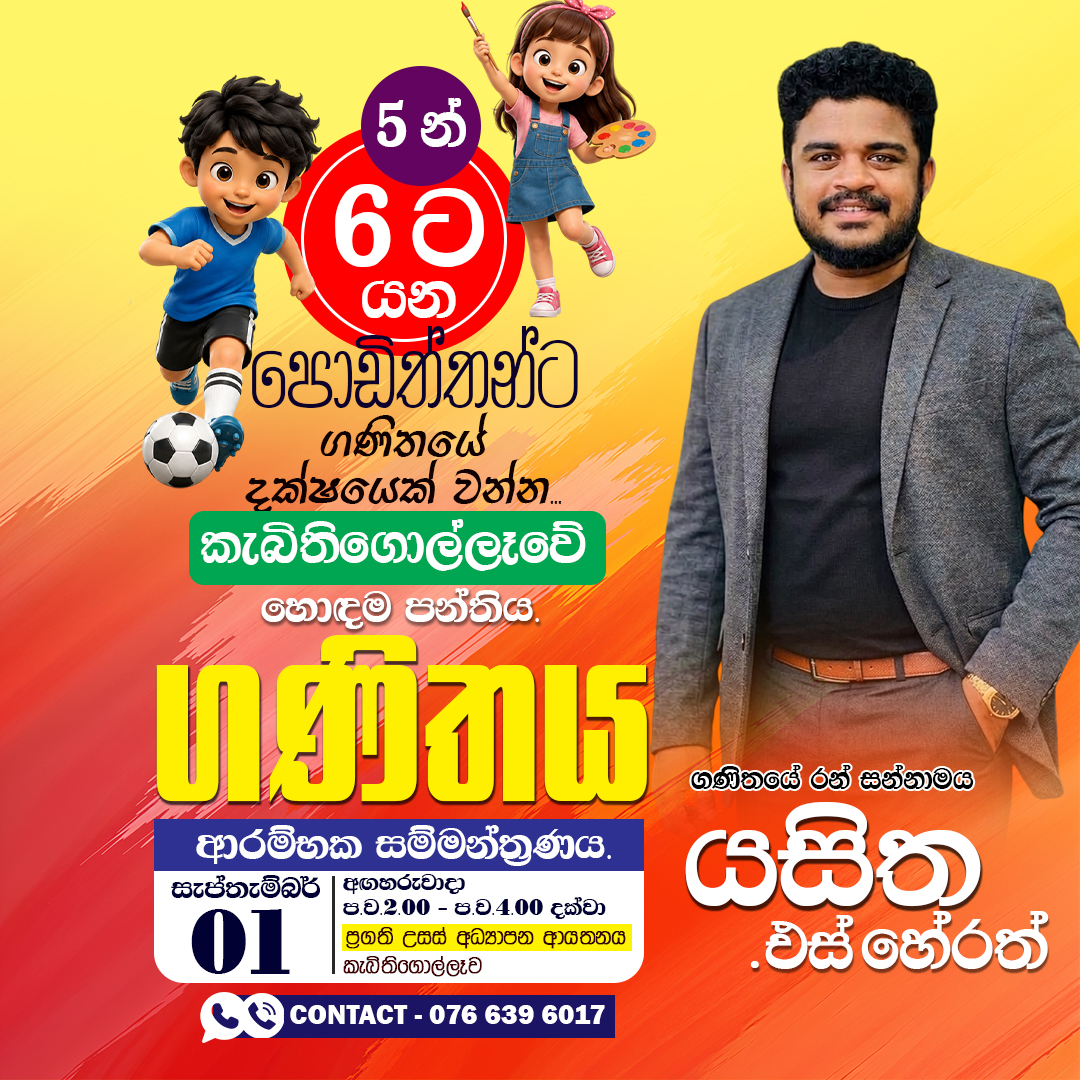 5 න්
6 ට
යන
පොඩිත්තන්ට
ගණිතයේ
දක්ෂයෙක් වන්න...
කැබිතිගොල්ලෑවේ
හොඳම පන්තිය.
ගණිතය
ආරම්භක සම්මන්ත්‍රණය.
සැප්තැම්බර්
01
අඟහරුවාදා
ප.ව.2.00 - ප.ව.4.00 දක්වා
ප්‍රගති උසස් අධ්‍යාපන ආයතනය
කැබිතිගොල්ලෑව
CONTACT - 076 639 6017
ගණිතයේ රන් සන්නාමය
යසිත
.එස් හේරත්